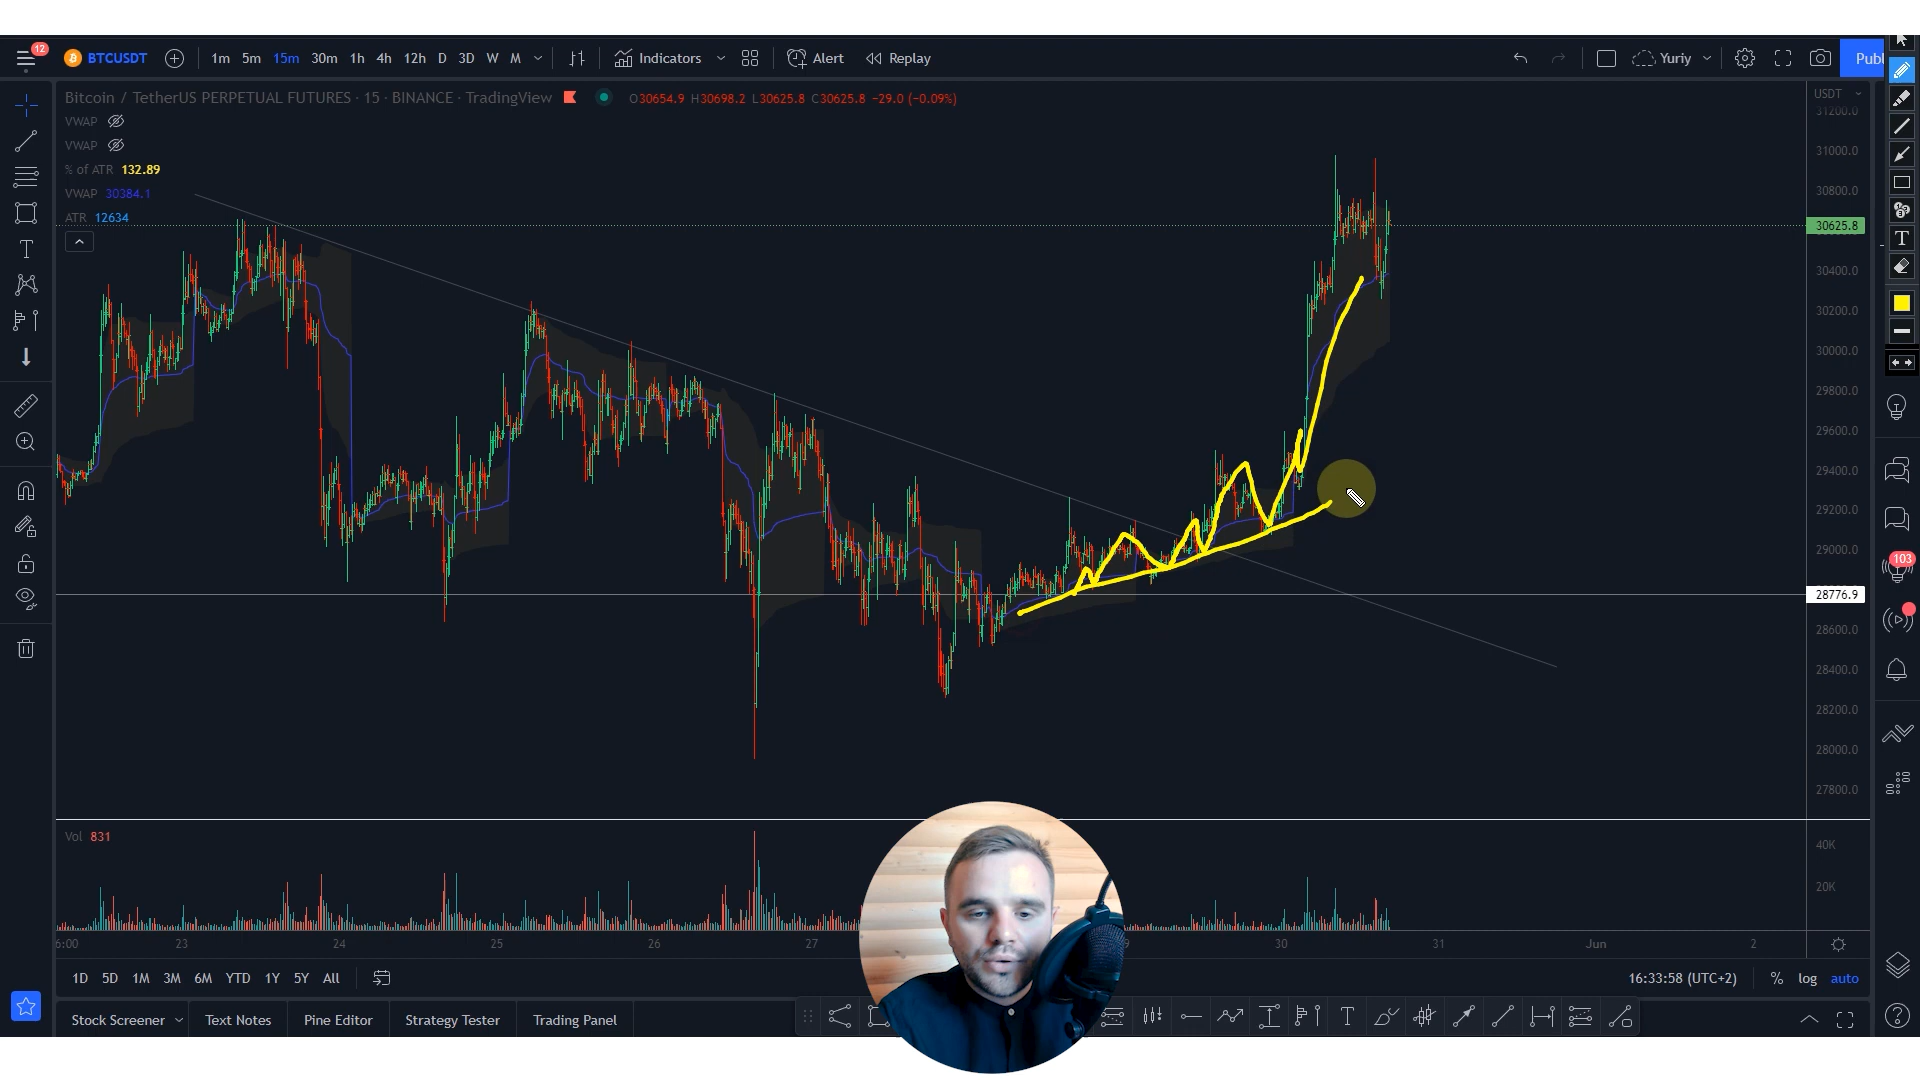 12
BTCUSDT 1m 5m 15m 30m 1h 4h 12h D 3D W M Indicators Alert Replay Yuriy Publ
Bitcoin / TetherUS PERPETUAL FUTURES · 15 · BINANCE · TradingView O30654.9 H30698.2 L30625.8 C30625.8 −29.0 (−0.09%)
USDT
VWAP
VWAP
% of ATR 132.89
VWAP 30384.1
ATR 12634
31200.0
31000.0
30800.0
30625.8
30400.0
30200.0
30000.0
29800.0
29600.0
29400.0
29200.0
29000.0
28776.9
28600.0
28400.0
28200.0
28000.0
27800.0
103
Vol 831
40K
20K
6:00 23 24 25 26 27 9 30 31 Jun 2
1D 5D 1M 3M 6M YTD 1Y 5Y All
16:33:58 (UTC+2) % log auto
Stock Screener Text Notes Pine Editor Strategy Tester Trading Panel